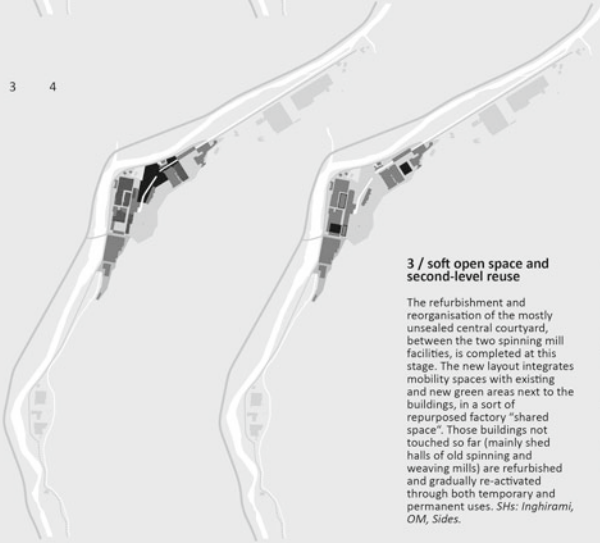 3 4
3 / soft open space and
second-level reuse
The refurbishment and
reorganisation of the mostly
unsealed central courtyard,
between the two spinning mill
facilities, is completed at this
stage. The new layout integrates
mobility spaces with existing
and new green areas next to the
buildings, in a sort of
repurposed factory “shared
space”. Those buildings not
touched so far (mainly shed
halls of old spinning and
weaving mills) are refurbished
and gradually re-activated
through both temporary and
permanent uses. SHs: Inghirami,
OM, Sides.